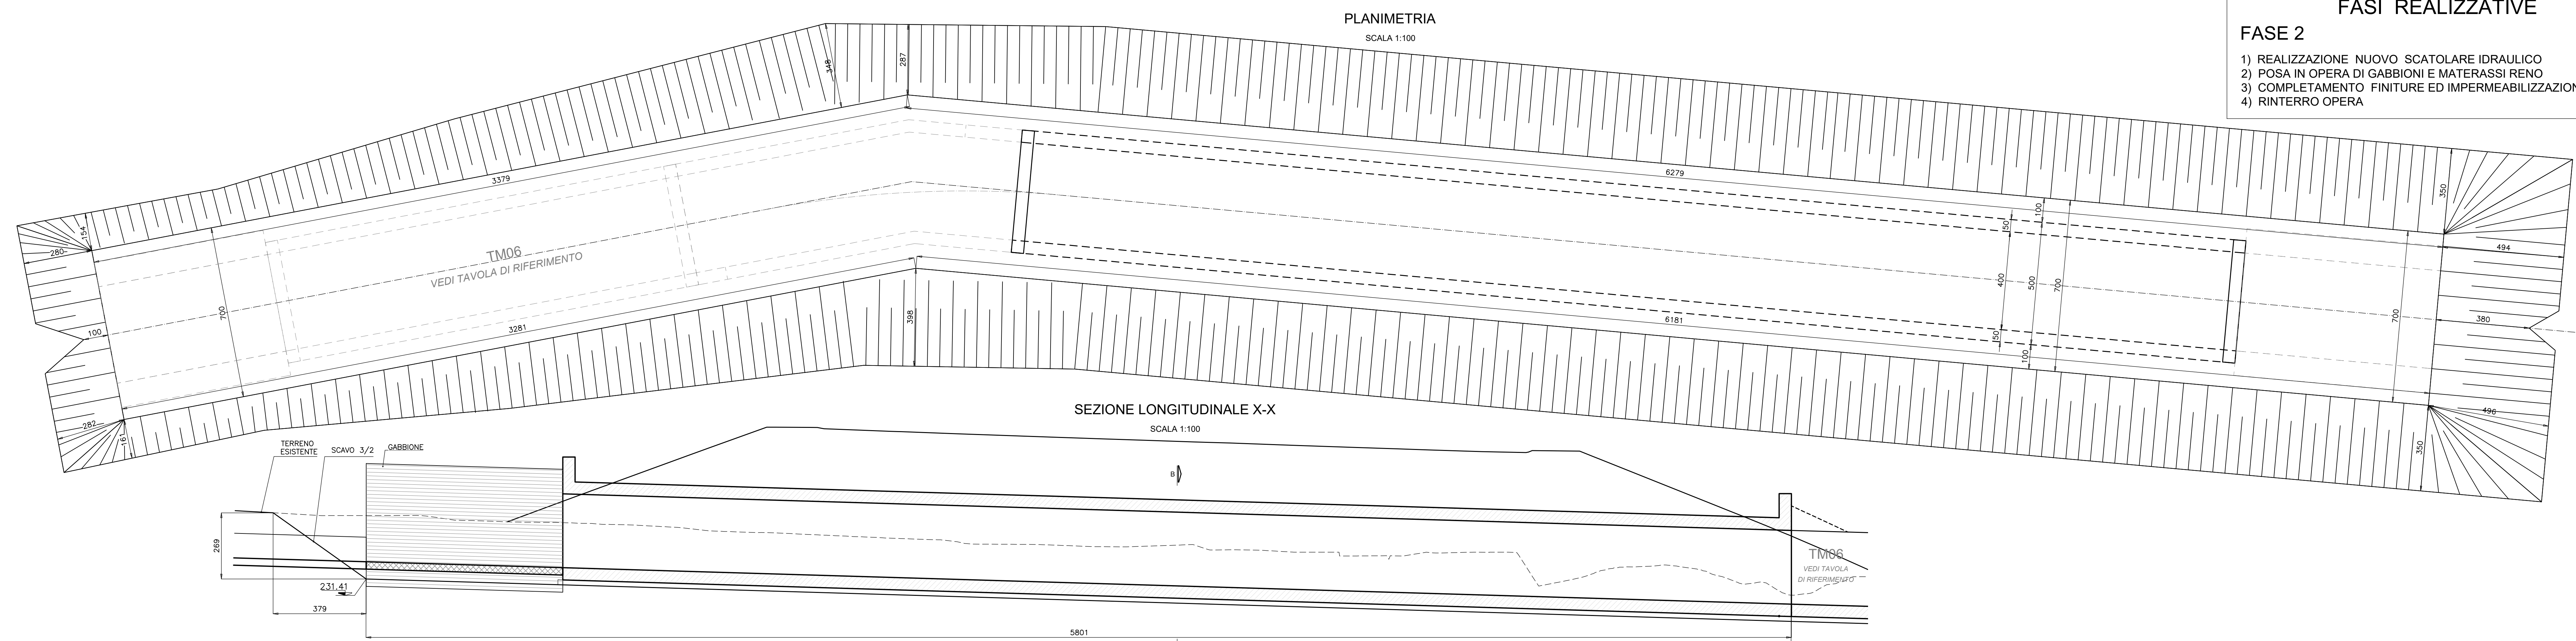 PLANIMETRIA
SCALA 1:100
FASI REALIZZATIVE
FASE 2
1) REALIZZAZIONE NUOVO SCATOLARE IDRAULICO
2) POSA IN OPERA DI GABBIONI E MATERASSI RENO
3) COMPLETAMENTO FINITURE ED IMPERMEABILIZZAZION
4) RINTERRO OPERA
348
287
3379
6279
154
280
TM06
VEDI TAVOLA DI RIFERIMENTO
100
700
3281
398
282
161
6181
150
100
400
500
700
150
100
700
350
494
380
496
350
SEZIONE LONGITUDINALE X-X
SCALA 1:100
TERRENO
ESISTENTE
SCAVO 3/2
GABBIONE
B
269
231.41
379
5801
TM06
VEDI TAVOLA
DI RIFERIMENTO